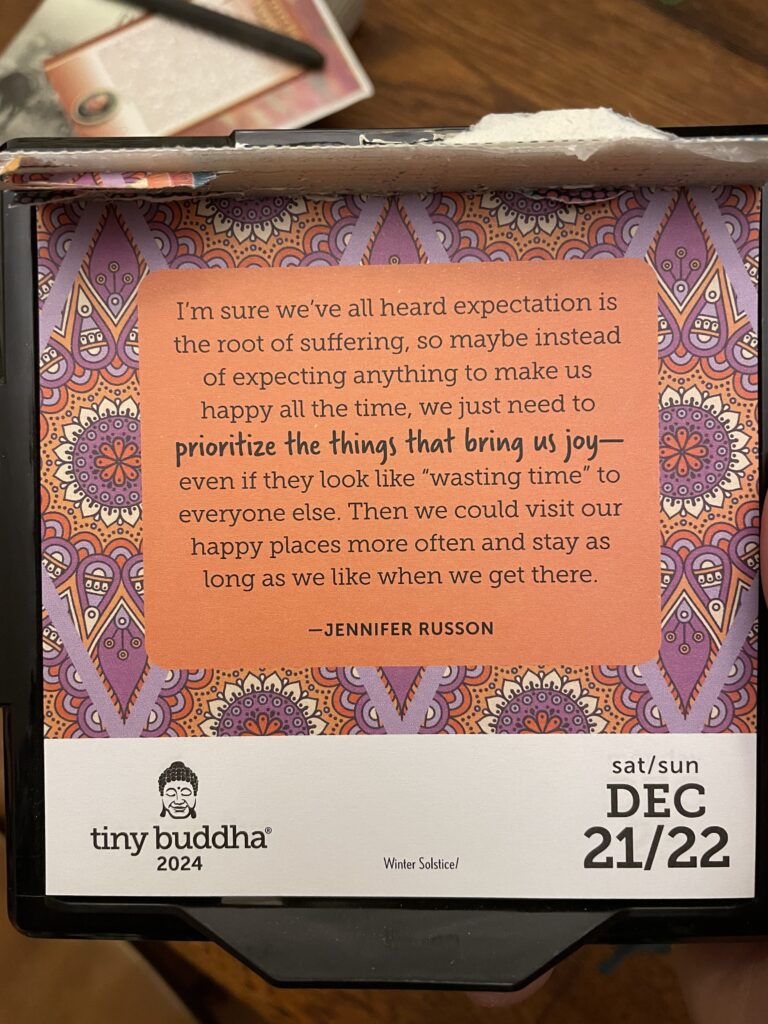 I'm sure we've all heard expectation is
the root of suffering, so maybe instead
of expecting anything to make us
happy all the time, we just need to
prioritize the things that bring us joy—
even if they look like "wasting time" to
everyone else. Then we could visit our
happy places more often and stay as
long as we like when we get there.
—JENNIFER RUSSON
tiny buddha®
2024
Winter Solstice/
sat/sun
DEC
21/22